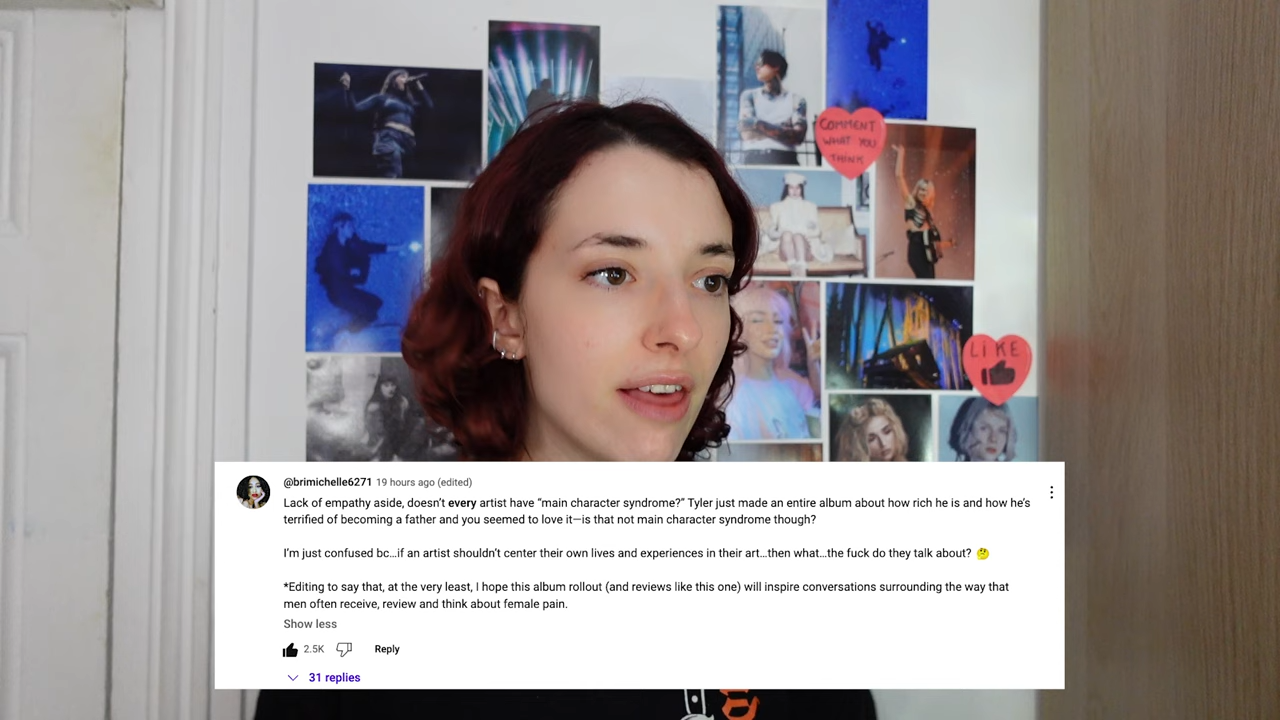 COMMENT
WHAT YOU
THINK
LIKE
@brimichelle6271 19 hours ago (edited)
Lack of empathy aside, doesn't every artist have “main character syndrome?” Tyler just made an entire album about how rich he is and how he's
terrified of becoming a father and you seemed to love it—is that not main character syndrome though?
I'm just confused bc...if an artist shouldn't center their own lives and experiences in their art...then what...the fuck do they talk about? 🤔
*Editing to say that, at the very least, I hope this album rollout (and reviews like this one) will inspire conversations surrounding the way that
men often receive, review and think about female pain.
Show less
2.5K Reply
31 replies